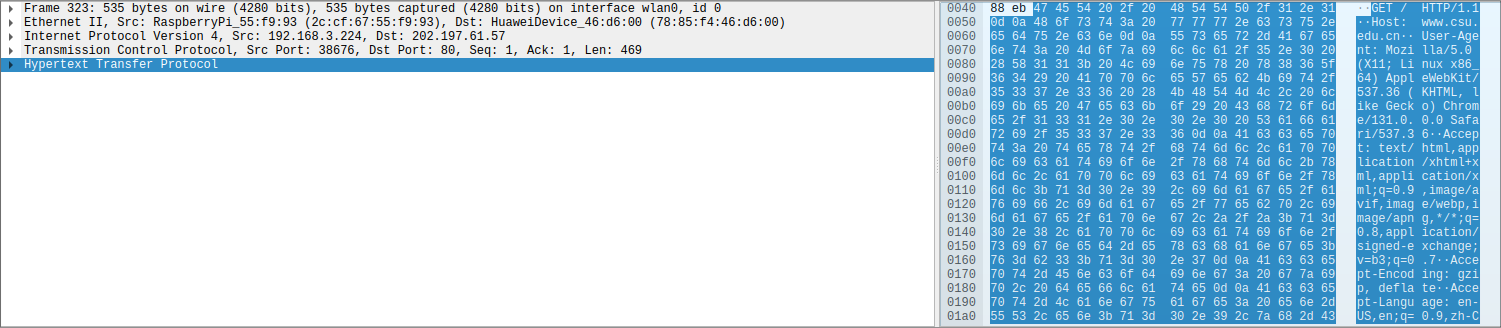 Frame 323: 535 bytes on wire (4280 bits), 535 bytes captured (4280 bits) on interface wlan0, id 0
Ethernet II, Src: RaspberryPi_55:f9:93 (2c:cf:67:55:f9:93), Dst: HuaweiDevice_46:d6:00 (78:85:f4:46:d6:00)
Internet Protocol Version 4, Src: 192.168.3.224, Dst: 202.197.61.57
Transmission Control Protocol, Src Port: 38676, Dst Port: 80, Seq: 1, Ack: 1, Len: 469
Hypertext Transfer Protocol
0040 88 eb 47 45 54 20 2f 20 48 54 54 50 2f 31 2e 31 ··GET / HTTP/1.1
0050 0d 0a 48 6f 73 74 3a 20 77 77 77 2e 63 73 75 2e ··Host: www.csu.
0060 65 64 75 2e 63 6e 0d 0a 55 73 65 72 2d 41 67 65 edu.cn·· User-Age
0070 6e 74 3a 20 4d 6f 7a 69 6c 6c 61 2f 35 2e 30 20 nt: Mozi lla/5.0
0080 28 58 31 31 3b 20 4c 69 6e 75 78 20 78 38 36 5f (X11; Li nux x86_
0090 36 34 29 20 41 70 70 6c 65 57 65 62 4b 69 74 2f 64) Appl eWebKit/
00a0 35 33 37 2e 33 36 20 28 4b 48 54 4d 4c 2c 20 6c 537.36 ( KHTML, l
00b0 69 6b 65 20 47 65 63 6b 6f 29 20 43 68 72 6f 6d ike Geck o) Chrom
00c0 65 2f 31 33 31 2e 30 2e 30 2e 30 20 53 61 66 61 e/131.0. 0.0 Safa
00d0 72 69 2f 35 33 37 2e 33 36 0d 0a 41 63 63 65 70 ri/537.3 6··Accep
00e0 74 3a 20 74 65 78 74 2f 68 74 6d 6c 2c 61 70 70 t: text/ html,app
00f0 6c 69 63 61 74 69 6f 6e 2f 78 68 74 6d 6c 2b 78 lication /xhtml+x
0100 6d 6c 2c 61 70 70 6c 69 63 61 74 69 6f 6e 2f 78 ml,appli cation/x
0110 6d 6c 3b 71 3d 30 2e 39 2c 69 6d 61 67 65 2f 61 ml;q=0.9 ,image/a
0120 76 69 66 2c 69 6d 61 67 65 2f 77 65 62 70 2c 69 vif,imag e/webp,i
0130 6d 61 67 65 2f 61 70 6e 67 2c 2a 2f 2a 3b 71 3d mage/apn g,*/*;q=
0140 30 2e 38 2c 61 70 70 6c 69 63 61 74 69 6f 6e 2f 0.8,appl ication/
0150 73 69 67 6e 65 64 2d 65 78 63 68 61 6e 67 65 3b signed-e xchange;
0160 76 3d 62 33 3b 71 3d 30 2e 37 0d 0a 41 63 63 65 v=b3;q=0 .7··Acce
0170 70 74 2d 45 6e 63 6f 64 69 6e 67 3a 20 67 7a 69 pt-Encod ing: gzi
0180 70 2c 20 64 65 66 6c 61 74 65 0d 0a 41 63 63 65 p, defla te··Acce
0190 70 74 2d 4c 61 6e 67 75 61 67 65 3a 20 65 6e 2d pt-Langu age: en-
01a0 55 53 2c 65 6e 3b 71 3d 30 2e 39 2c 7a 68 2d 43 US,en;q= 0.9,zh-C